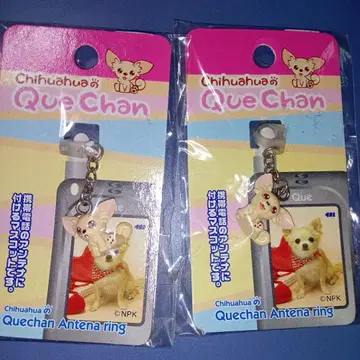 Chihuahuaの
Que Chan
携帯電話のアンテナに
付けるマスコットです。
©NPK
Chihuahuaの
Quechan Antena ring
Chihuahuaの
Que Chan
Que
携帯電話のアンテナに
付けるマスコットです。
©NPK
Chihuahuaの
Quechan Antena ring